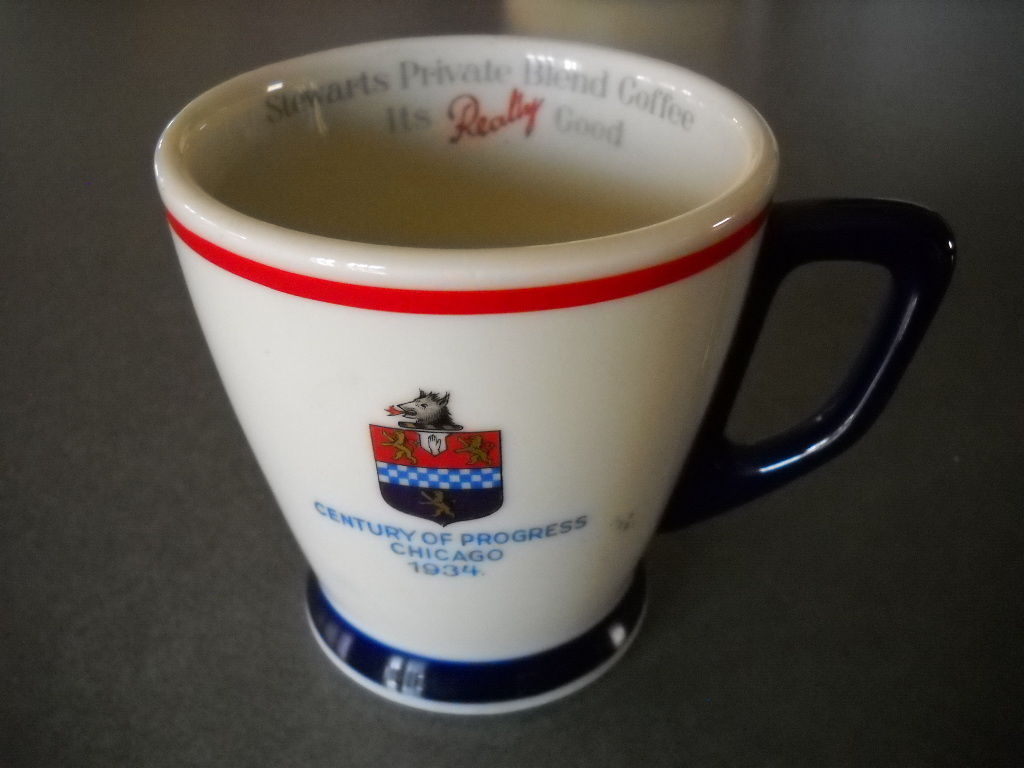 Stewarts Private Blend Coffee
Its Really Good
CENTURY OF PROGRESS
CHICAGO
1934.